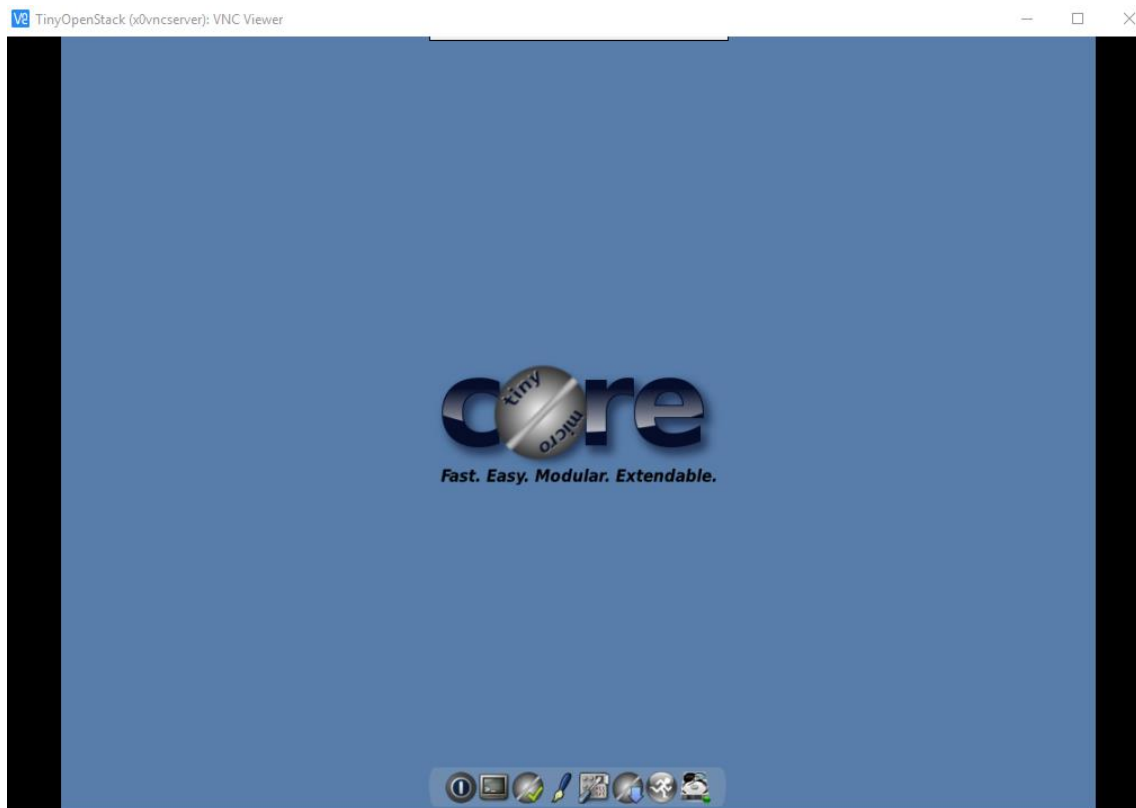 TinyOpenStack (x0vncserver): VNC Viewer
core
tiny
micro
Fast. Easy. Modular. Extendable.